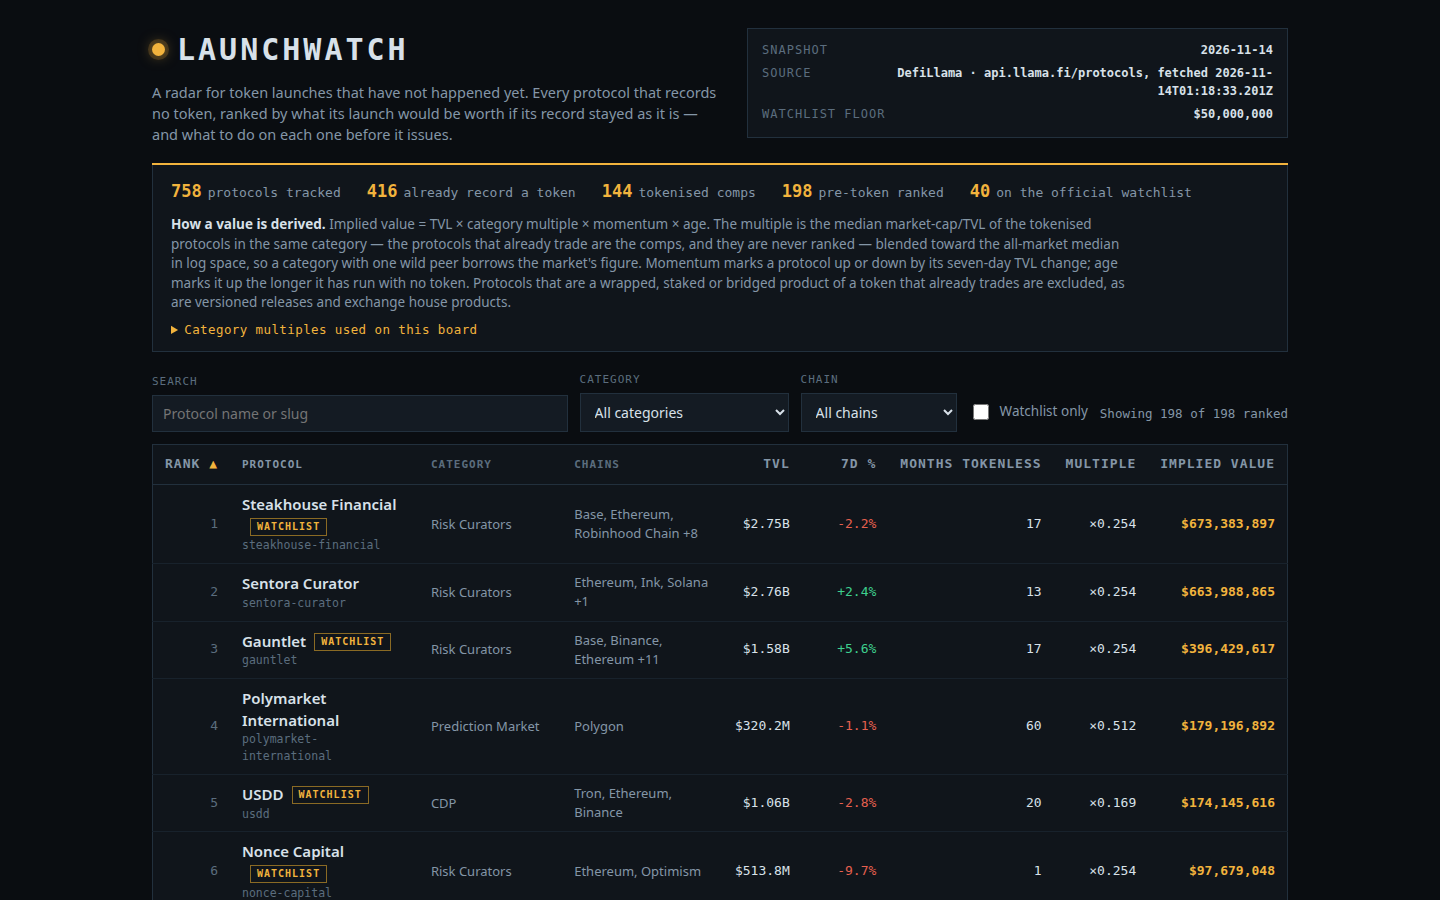 LAUNCHWATCH
A radar for token launches that have not happened yet. Every protocol that records
no token, ranked by what its launch would be worth if its record stayed as it is —
and what to do on each one before it issues.
SNAPSHOT 2026-11-14
SOURCE DefiLlama · api.llama.fi/protocols, fetched 2026-11-
14T01:18:33.201Z
WATCHLIST FLOOR $50,000,000
758 protocols tracked 416 already record a token 144 tokenised comps 198 pre-token ranked 40 on the official watchlist
How a value is derived. Implied value = TVL × category multiple × momentum × age. The multiple is the median market-cap/TVL of the tokenised
protocols in the same category — the protocols that already trade are the comps, and they are never ranked — blended toward the all-market median
in log space, so a category with one wild peer borrows the market's figure. Momentum marks a protocol up or down by its seven-day TVL change; age
marks it up the longer it has run with no token. Protocols that are a wrapped, staked or bridged product of a token that already trades are excluded, as
are versioned releases and exchange house products.
▶ Category multiples used on this board
SEARCH CATEGORY CHAIN
Protocol name or slug All categories All chains Watchlist only Showing 198 of 198 ranked
RANK ▲ PROTOCOL CATEGORY CHAINS TVL 7D % MONTHS TOKENLESS MULTIPLE IMPLIED VALUE
Steakhouse Financial
1 WATCHLIST Risk Curators Base, Ethereum, $2.75B -2.2% 17 ×0.254 $673,383,897
steakhouse-financial Robinhood Chain +8
Sentora Curator Ethereum, Ink, Solana
2 Risk Curators $2.76B +2.4% 13 ×0.254 $663,988,865
sentora-curator +1
Gauntlet WATCHLIST Base, Binance,
3 Risk Curators $1.58B +5.6% 17 ×0.254 $396,429,617
gauntlet Ethereum +11
Polymarket
International
4 Prediction Market Polygon $320.2M -1.1% 60 ×0.512 $179,196,892
polymarket-
international
USDD WATCHLIST Tron, Ethereum,
5 CDP $1.06B -2.8% 20 ×0.169 $174,145,616
usdd Binance
Nonce Capital
6 WATCHLIST Risk Curators Ethereum, Optimism $513.8M -9.7% 1 ×0.254 $97,679,048
nonce-capital